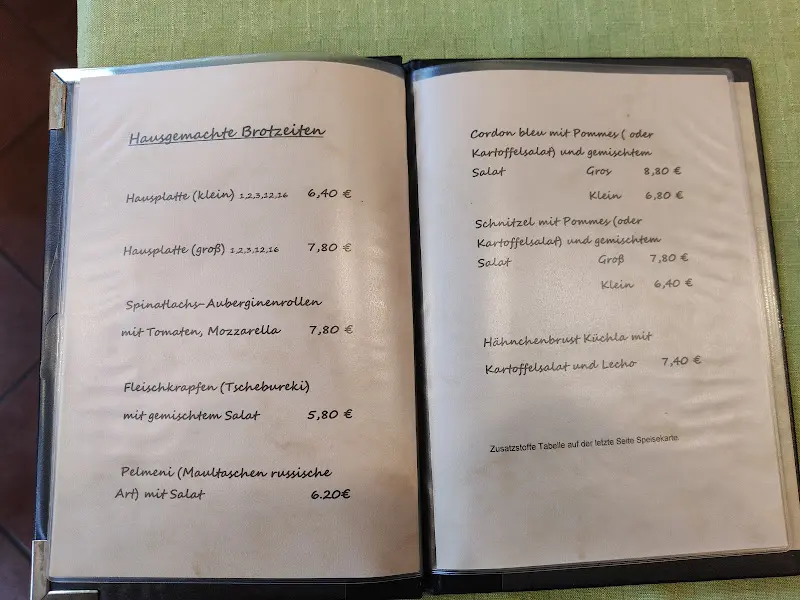 Hausgemachte Brotzeiten
Hausplatte (klein) 1,2,3,12,16 6,40 €
Hausplatte (groß) 1,2,3,12,16 7,80 €
Spinatlachs-Auberginenrollen
mit Tomaten, Mozzarella 7,80 €
Fleischkrapfen (Tschebureki)
mit gemischtem Salat 5,80 €
Pelmeni (Maultaschen russische
Art) mit Salat 6.20€
Cordon bleu mit Pommes ( oder
Kartoffelsalat) und gemischtem
Salat Gros 8,80 €
Klein 6,80 €
Schnitzel mit Pommes (oder
Kartoffelsalat) und gemischtem
Salat Groß 7,80 €
Klein 6,40 €
Hähnchenbrust Küchla mit
Kartoffelsalat und Lecho 7,40 €
Zusatzstoffe Tabelle auf der letzte Seite Speisekarte